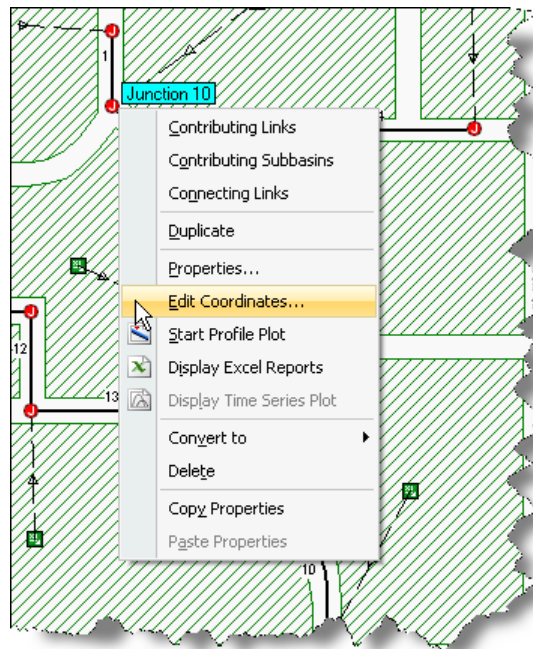 1
Junction 10
Contributing Links
Contributing Subbasins
Connecting Links
Duplicate
Properties...
Edit Coordinates...
Start Profile Plot
Display Excel Reports
Display Time Series Plot
Convert to
Delete
Copy Properties
Paste Properties
J
J
J
J
J
12
13
10